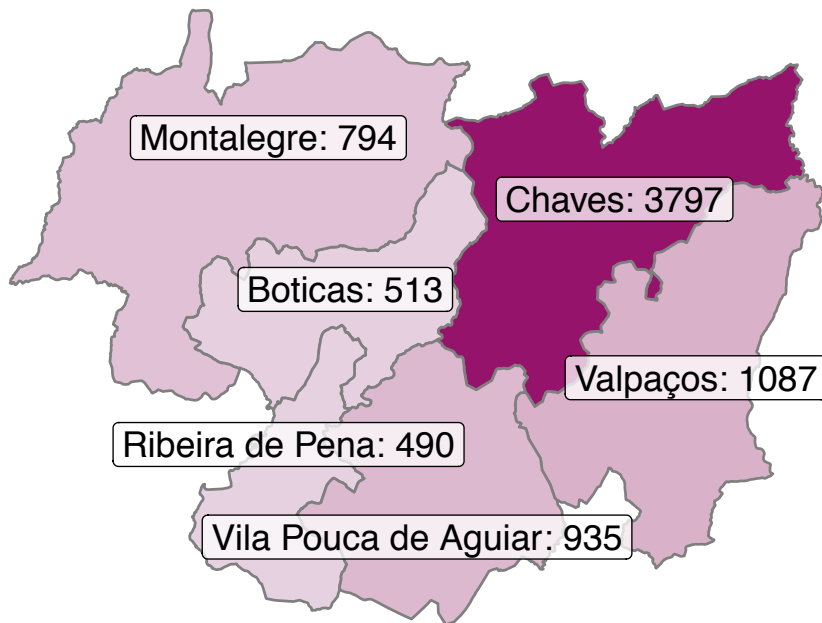 Montalegre: 794
Chaves: 3797
Boticas: 513
Valpaços: 1087
Ribeira de Pena: 490
Vila Pouca de Aguiar: 935